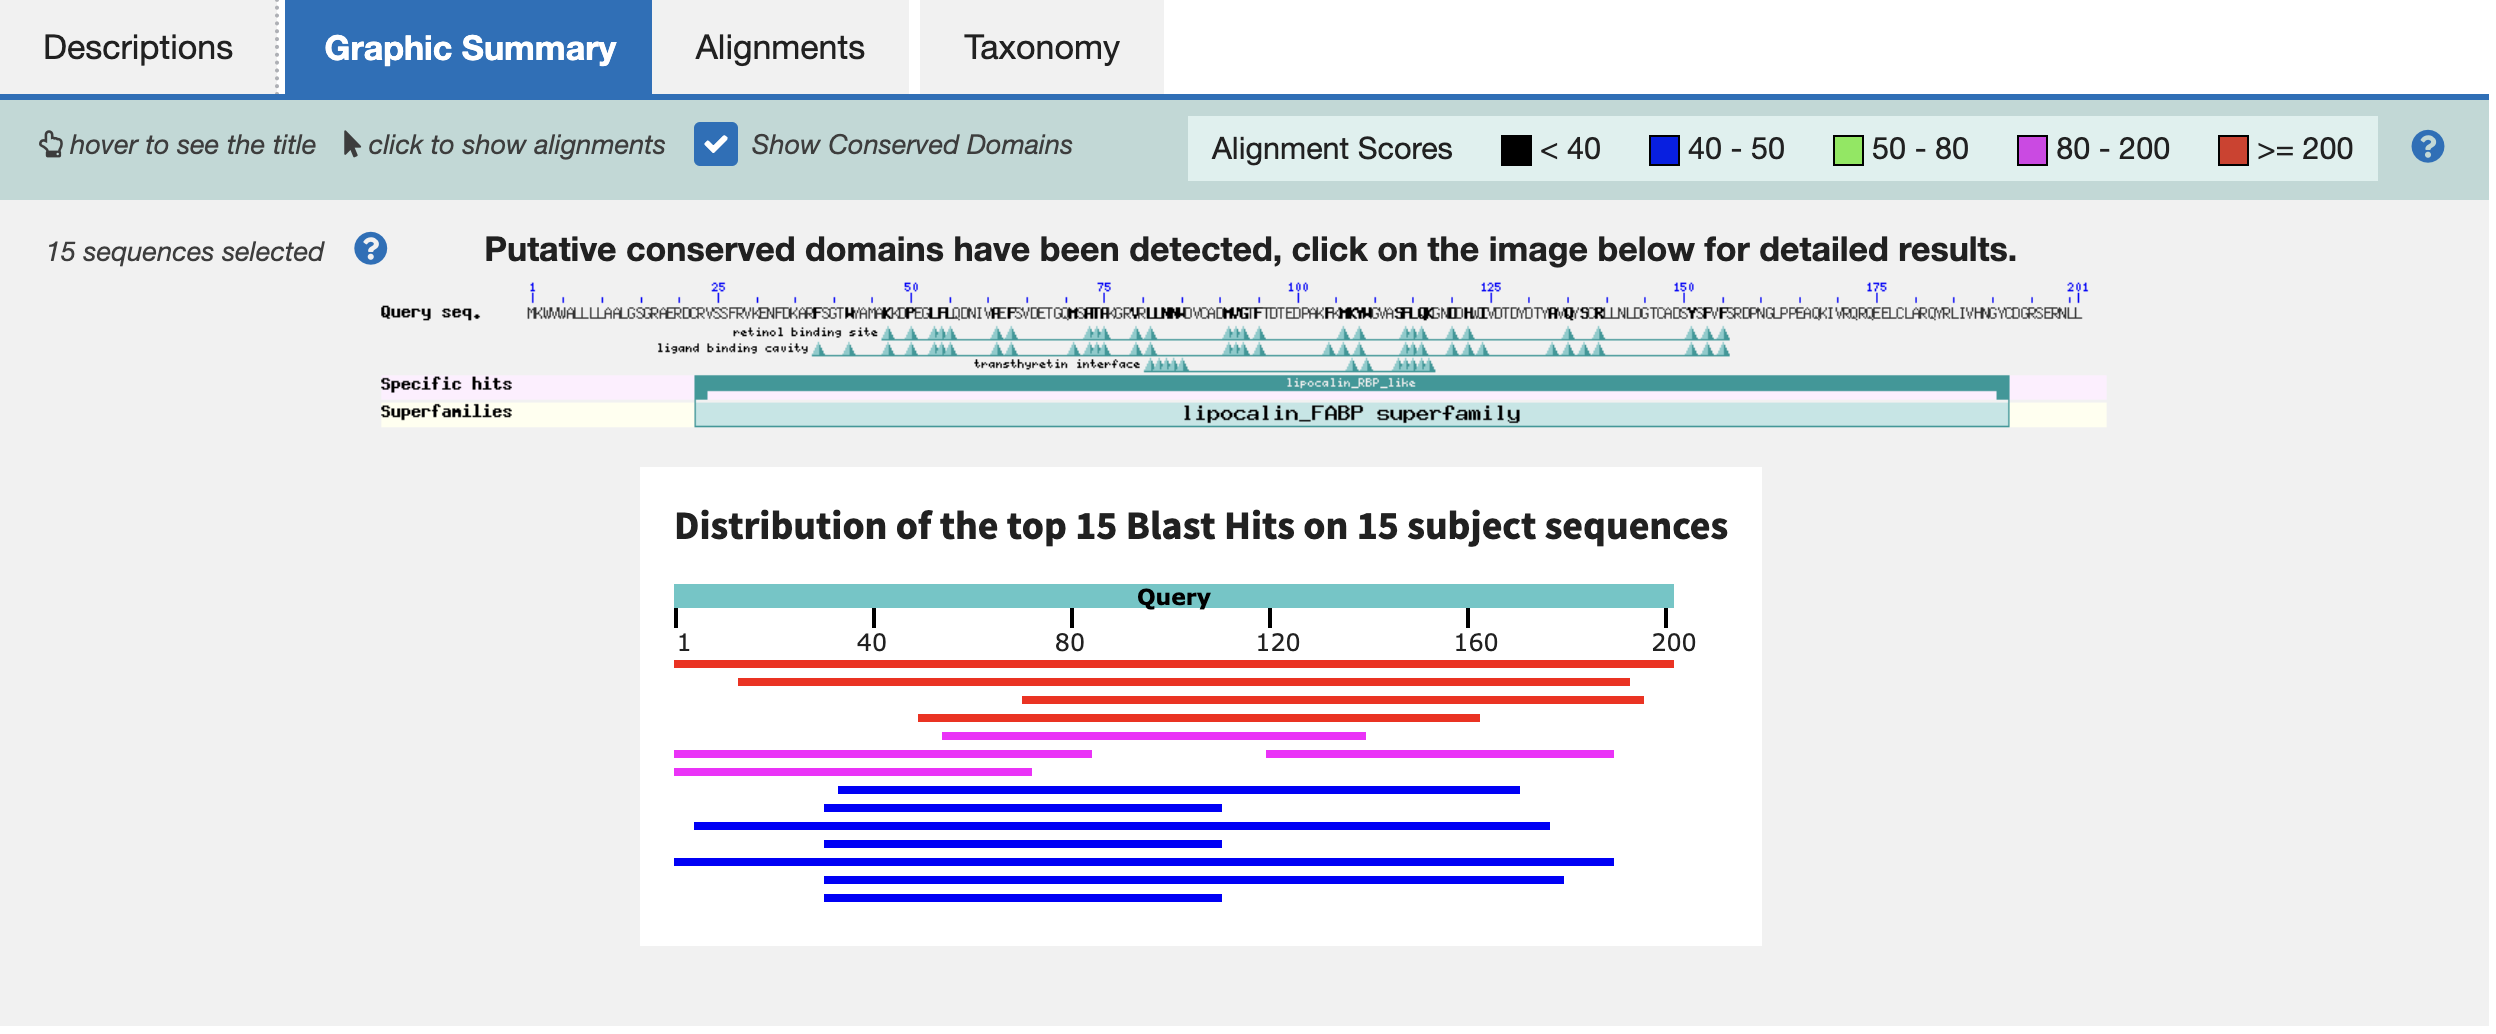 Descriptions Graphic Summary Alignments Taxonomy
hover to see the title click to show alignments Show Conserved Domains Alignment Scores < 40 40 - 50 50 - 80 80 - 200 >= 200 ?
15 sequences selected ? Putative conserved domains have been detected, click on the image below for detailed results.
1 25 50 75 100 125 150 175 201
Query seq.
retinol binding site
ligand binding cavity
transthyretin interface
Specific hits lipocalin_RBP_like
Superfamilies lipocalin_FABP superfamily
Distribution of the top 15 Blast Hits on 15 subject sequences
Query
1 40 80 120 160 200